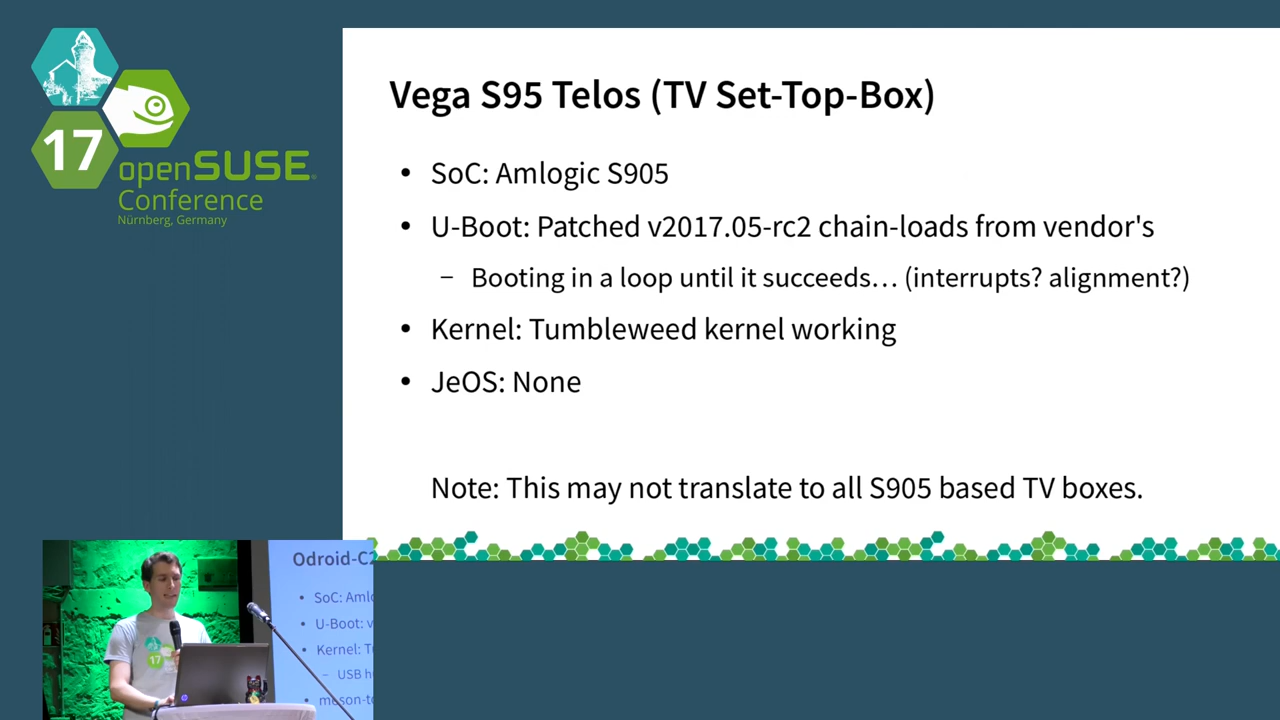 17
openSUSE
Conference
Nürnberg, Germany
Vega S95 Telos (TV Set-Top-Box)
• SoC: Amlogic S905
• U-Boot: Patched v2017.05-rc2 chain-loads from vendor's
– Booting in a loop until it succeeds… (interrupts? alignment?)
• Kernel: Tumbleweed kernel working
• JeOS: None
Note: This may not translate to all S905 based TV boxes.
Odroid-C2
• SoC: Aml
• U-Boot: v
• Kernel: T
– USB h
17